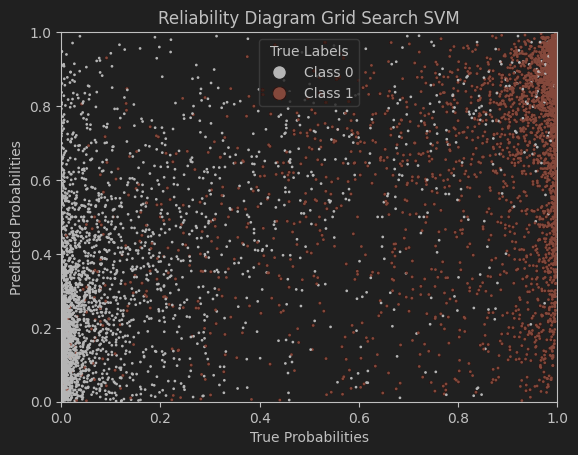 Reliability Diagram Grid Search SVM
1.0
0.8
0.6
0.4
0.2
0.0
Predicted Probabilities
True Labels
Class 0
Class 1
0.0 0.2 0.4 0.6 0.8 1.0
True Probabilities